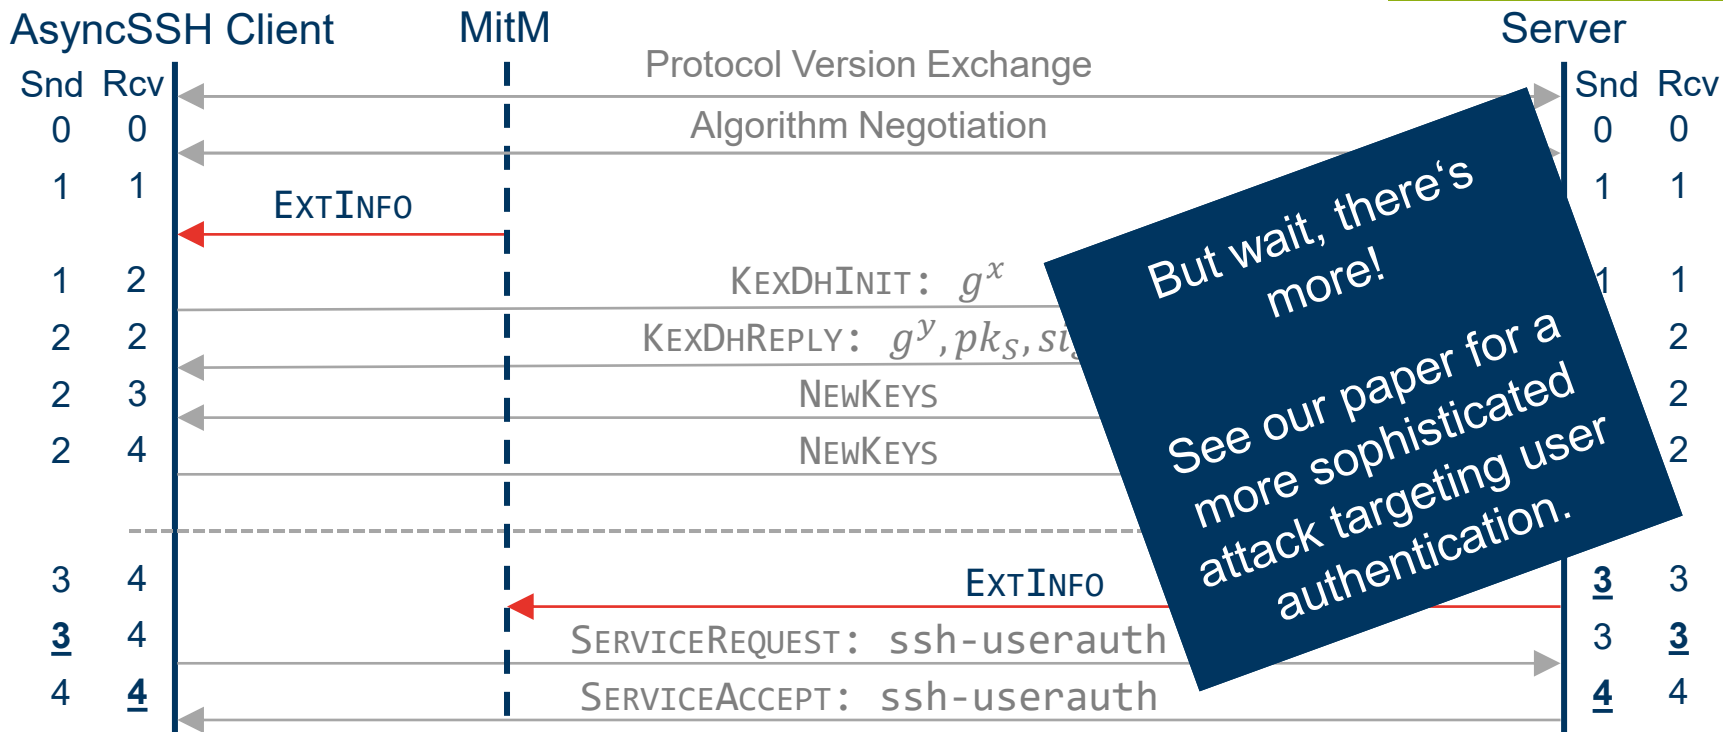 AsyncSSH Client MitM Server
Snd Rcv Protocol Version Exchange Snd Rcv
0 0 Algorithm Negotiation 0 0
1 1 1 1
EXTINFO
1 2 KEXDHINIT: g^x 1 1
2 2 KEXDHREPLY: g^y, pk_S, 2
2 3 NEWKEYS 2
2 4 NEWKEYS 2
3 4 EXTINFO 3 3
3 4 SERVICEREQUEST: ssh-userauth 3 3
4 4 SERVICEACCEPT: ssh-userauth 4 4
But wait, there‘s
more!
See our paper for a
more sophisticated
attack targeting user
authentication.